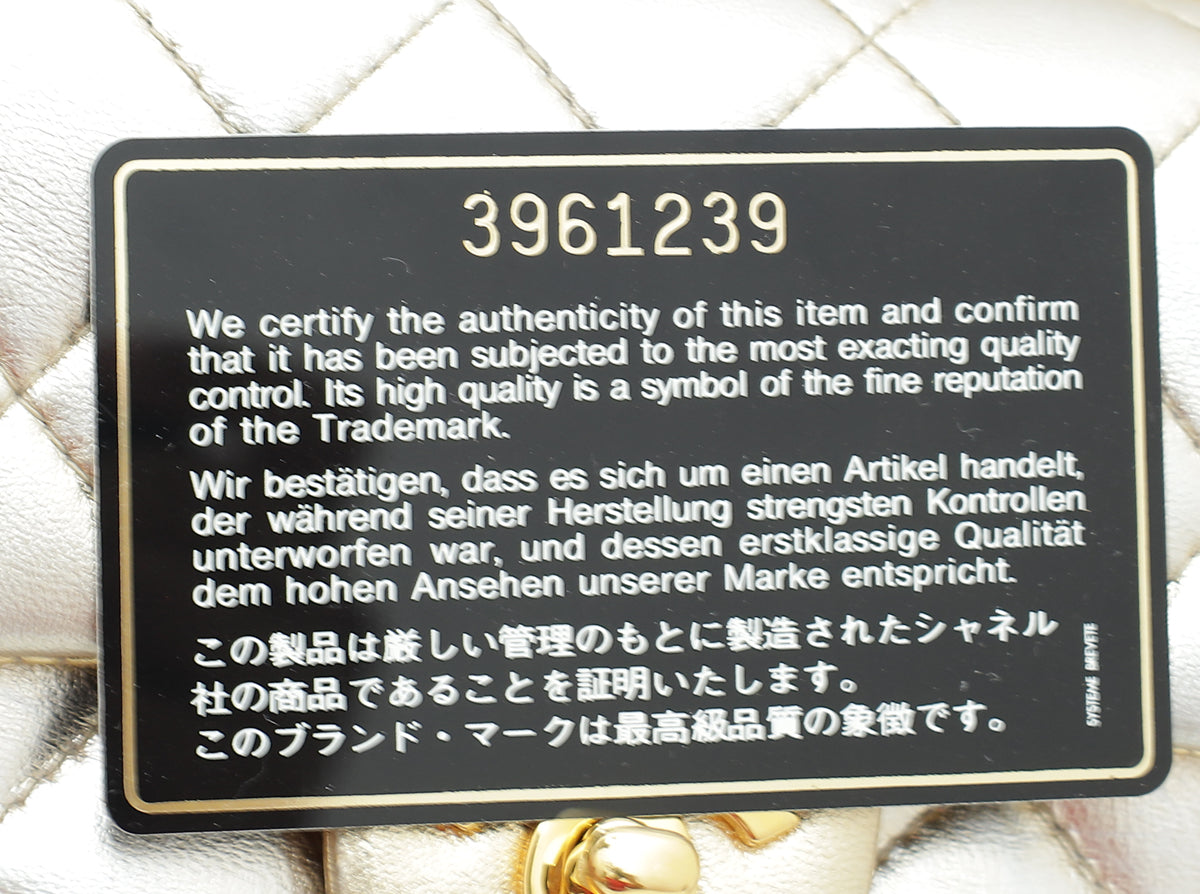 3961239
We certify the authenticity of this item and confirm
that it has been subjected to the most exacting quality
control. Its high quality is a symbol of the fine reputation
of the Trademark.
Wir bestätigen, dass es sich um einen Artikel handelt,
der während seiner Herstellung strengsten Kontrollen
unterworfen war, und dessen erstklassige Qualität
dem hohen Ansehen unserer Marke entspricht.
この製品は厳しい管理のもとに製造されたシャネル
社の商品であることを証明いたします。
このブランド・マークは最高級品質の象徴です。
SYSTEME BREVETE